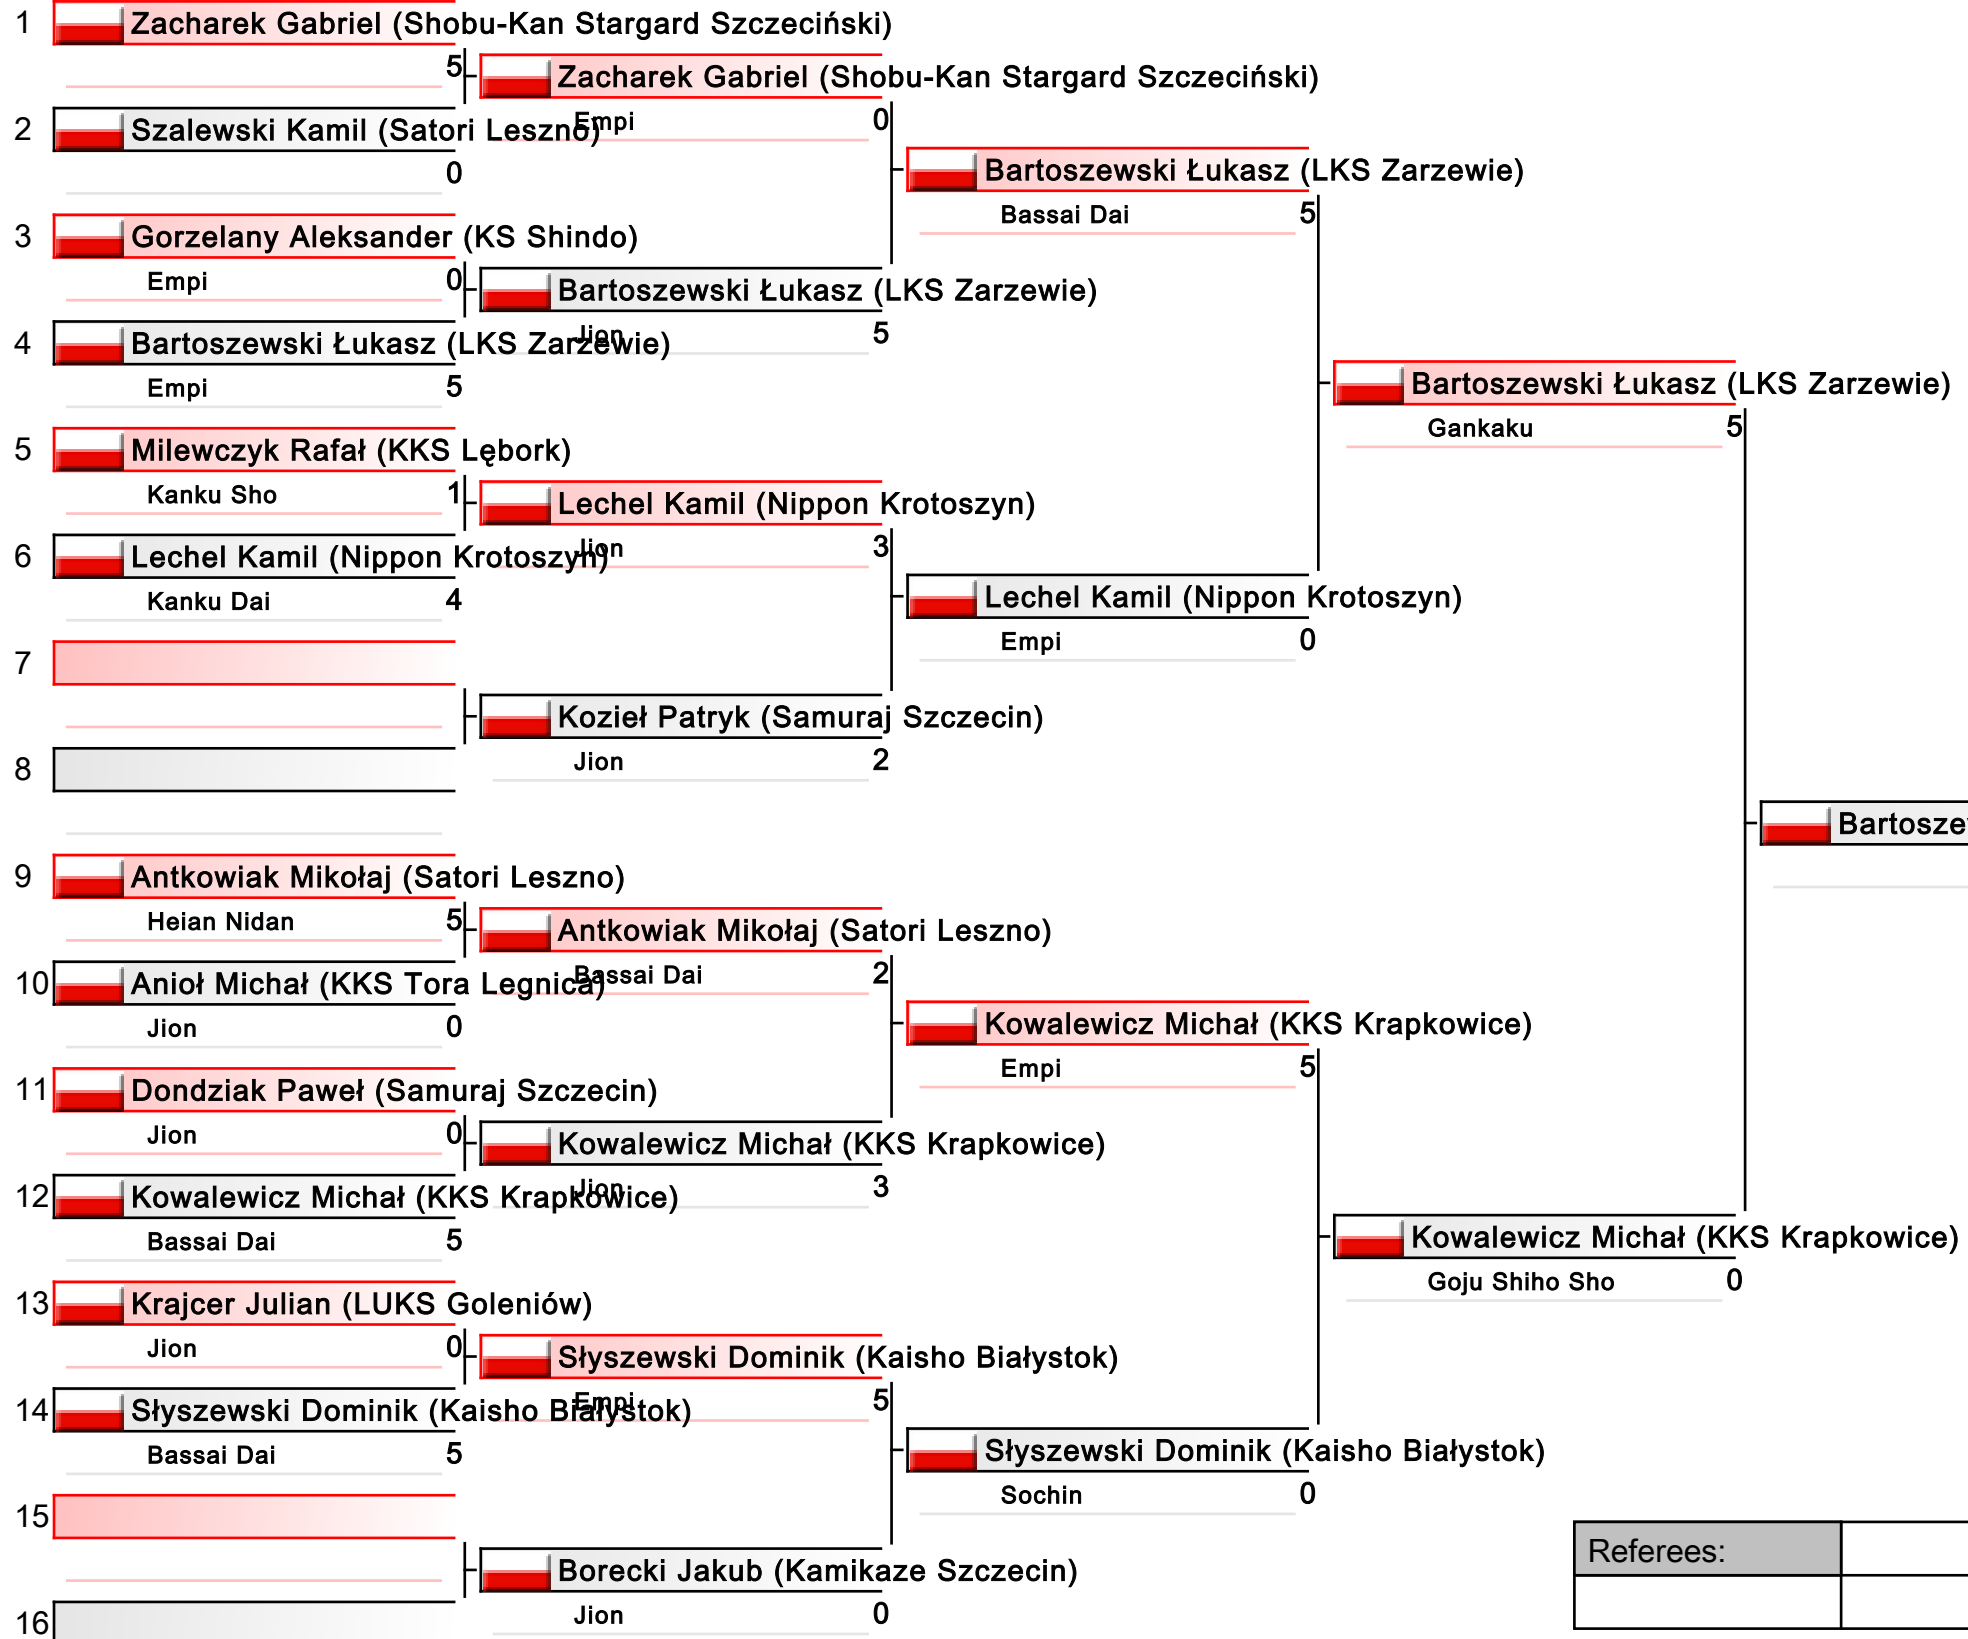 1
Zacharek Gabriel (Shobu-Kan Stargard Szczeciński)
5
Zacharek Gabriel (Shobu-Kan Stargard Szczeciński)
Empi 0
2
Szalewski Kamil (Satori Leszno)
0
Bartoszewski Łukasz (LKS Zarzewie)
Bassai Dai 5
3
Gorzelany Aleksander (KS Shindo)
Empi 0
Bartoszewski Łukasz (LKS Zarzewie)
Jion 5
4
Bartoszewski Łukasz (LKS Zarzewie)
Empi 5
Bartoszewski Łukasz (LKS Zarzewie)
Gankaku 5
5
Milewczyk Rafał (KKS Lębork)
Kanku Sho 1
Lechel Kamil (Nippon Krotoszyn)
Jion 3
6
Lechel Kamil (Nippon Krotoszyn)
Kanku Dai 4
Lechel Kamil (Nippon Krotoszyn)
Empi 0
7
Kozieł Patryk (Samuraj Szczecin)
Jion 2
8
9
Antkowiak Mikołaj (Satori Leszno)
Heian Nidan 5
Antkowiak Mikołaj (Satori Leszno)
Bassai Dai 2
10
Anioł Michał (KKS Tora Legnica)
Jion 0
Kowalewicz Michał (KKS Krapkowice)
Empi 5
11
Dondziak Paweł (Samuraj Szczecin)
Jion 0
Kowalewicz Michał (KKS Krapkowice)
Jion 3
12
Kowalewicz Michał (KKS Krapkowice)
Bassai Dai 5
Kowalewicz Michał (KKS Krapkowice)
Goju Shiho Sho 0
13
Krajcer Julian (LUKS Goleniów)
Jion 0
Słyszewski Dominik (Kaisho Białystok)
Empi 5
14
Słyszewski Dominik (Kaisho Białystok)
Bassai Dai 5
Słyszewski Dominik (Kaisho Białystok)
Sochin 0
15
Borecki Jakub (Kamikaze Szczecin)
Jion 0
16
Referees: